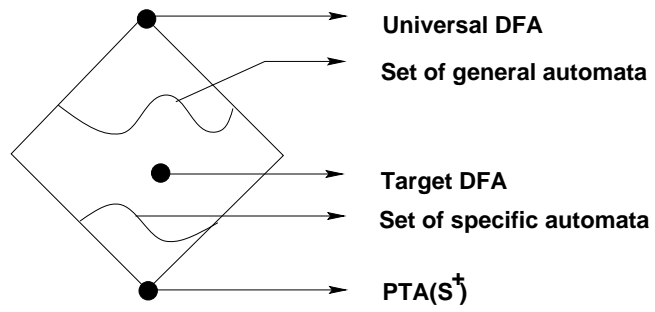 Universal DFA
Set of general automata
Target DFA
Set of specific automata
PTA(S⁺)